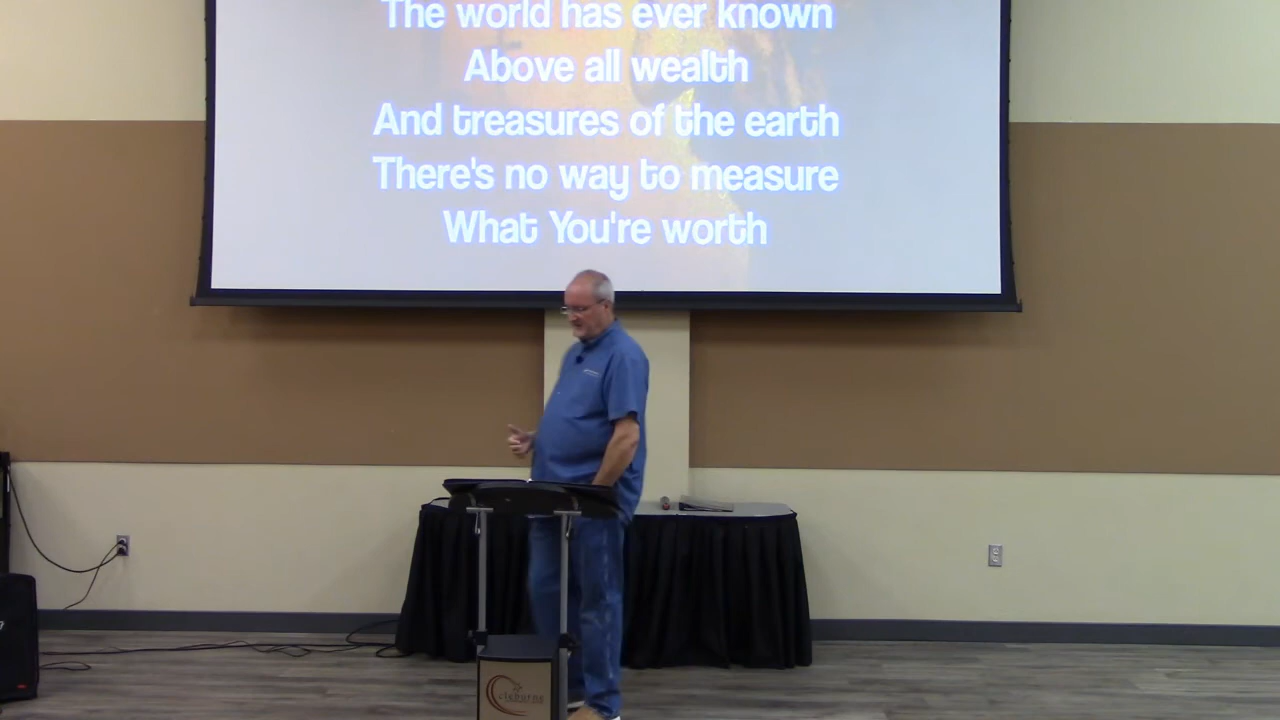 The world has ever known
Above all wealth
And treasures of the earth
There's no way to measure
What You're worth
cleburne